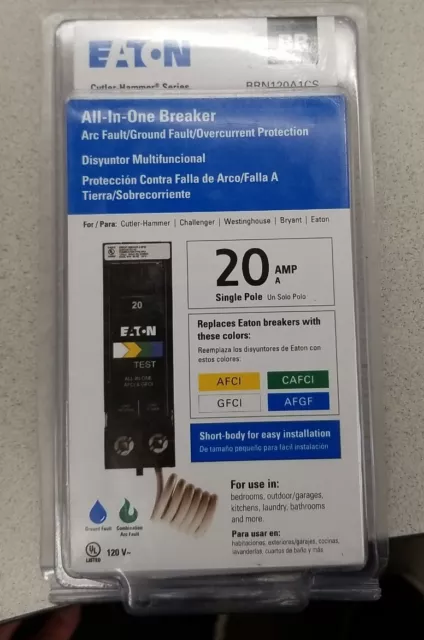 EATON
BR
Cutler-Hammer® Series
BRN120A1CS
All-In-One Breaker
Arc Fault/Ground Fault/Overcurrent Protection
Disyuntor Multifuncional
Protección Contra Falla de Arco/Falla A
Tierra/Sobrecorriente
For / Para: Cutler-Hammer | Challenger | Westinghouse | Bryant | Eaton
20 AMP
A
Single Pole Un Solo Polo
20
EATON
TEST
Replaces Eaton breakers with
these colors:
Reemplaza los disyuntores de Eaton con
estos colores:
AFCI
CAFCI
GFCI
AFGF
Short-body for easy installation
De tamaño pequeño para fácil instalación
For use in:
bedrooms, outdoor/garages,
kitchens, laundry, bathrooms
and more.
Para usar en:
habitaciones, exteriores/garajes, cocinas,
lavanderías, cuartos de baño y más
Ground Fault
Combination
Arc Fault
UL
LISTED
120 V~